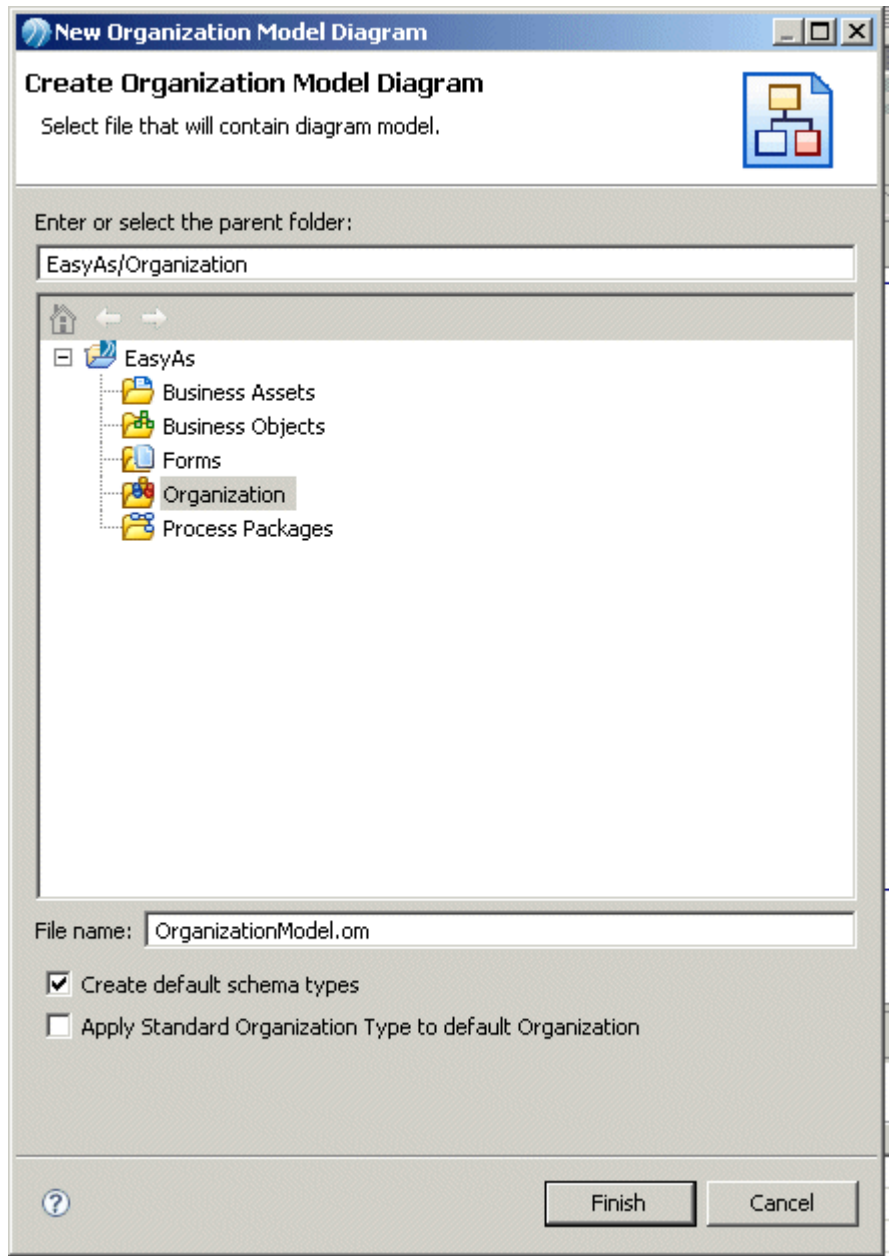 New Organization Model Diagram
Create Organization Model Diagram
Select file that will contain diagram model.
Enter or select the parent folder:
EasyAs/Organization
EasyAs
Business Assets
Business Objects
Forms
Organization
Process Packages
File name: OrganizationModel.om
Create default schema types
Apply Standard Organization Type to default Organization
? Finish Cancel